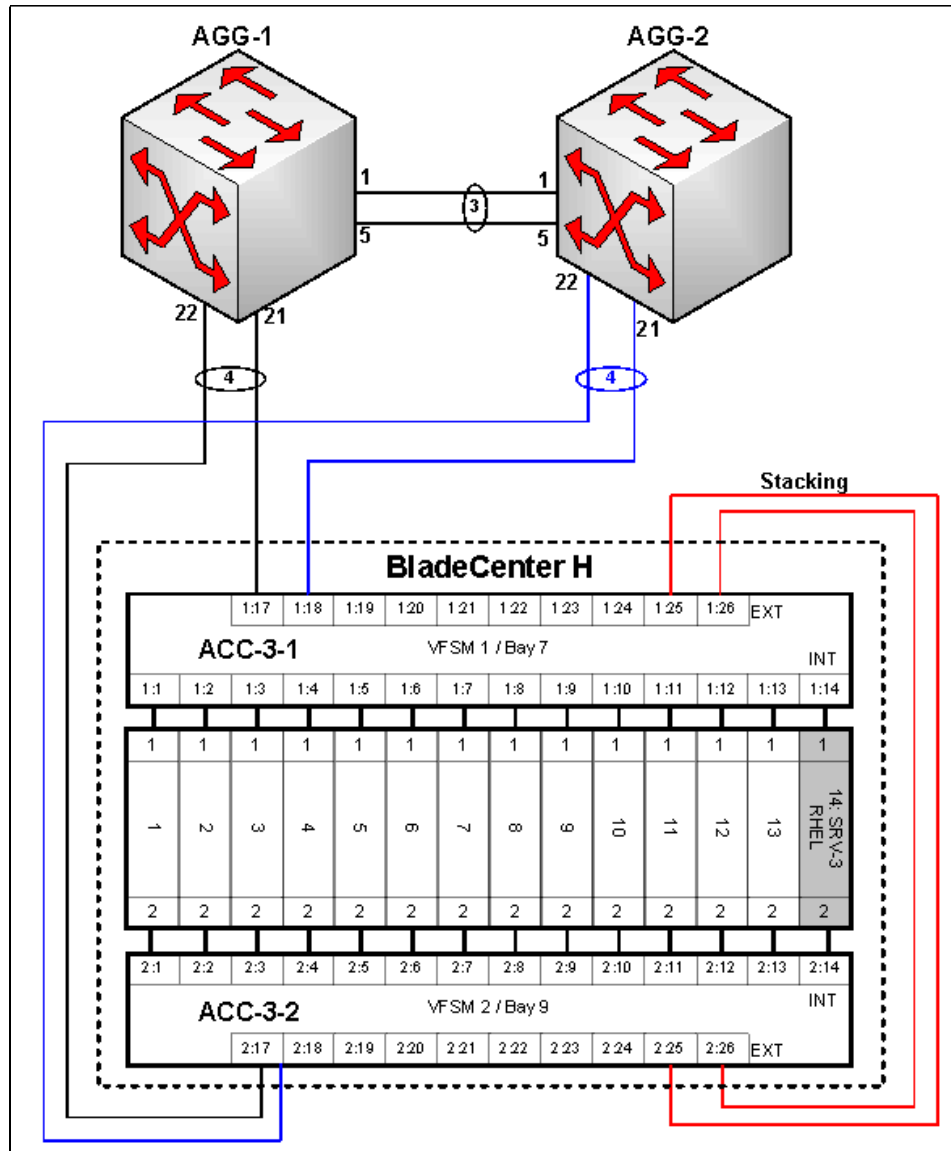 AGG-1 AGG-2
1 1
3
5 5
22 21
22 21
4 4
Stacking
BladeCenter H
1:17 1:18 1:19 1:20 1:21 1:22 1:23 1:24 1:25 1:26 EXT
ACC-3-1 VFSM 1 / Bay 7
INT
1:1 1:2 1:3 1:4 1:5 1:6 1:7 1:8 1:9 1:10 1:11 1:12 1:13 1:14
1 1 1 1 1 1 1 1 1 1 1 1 1 1
1 2 3 4 5 6 7 8 9 10 11 12 13 14: SRV-3
RHEL
2 2 2 2 2 2 2 2 2 2 2 2 2 2
2:1 2:2 2:3 2:4 2:5 2:6 2:7 2:8 2:9 2:10 2:11 2:12 2:13 2:14
INT
ACC-3-2 VFSM 2 / Bay 9
2:17 2:18 2:19 2:20 2:21 2:22 2:23 2:24 2:25 2:26 EXT